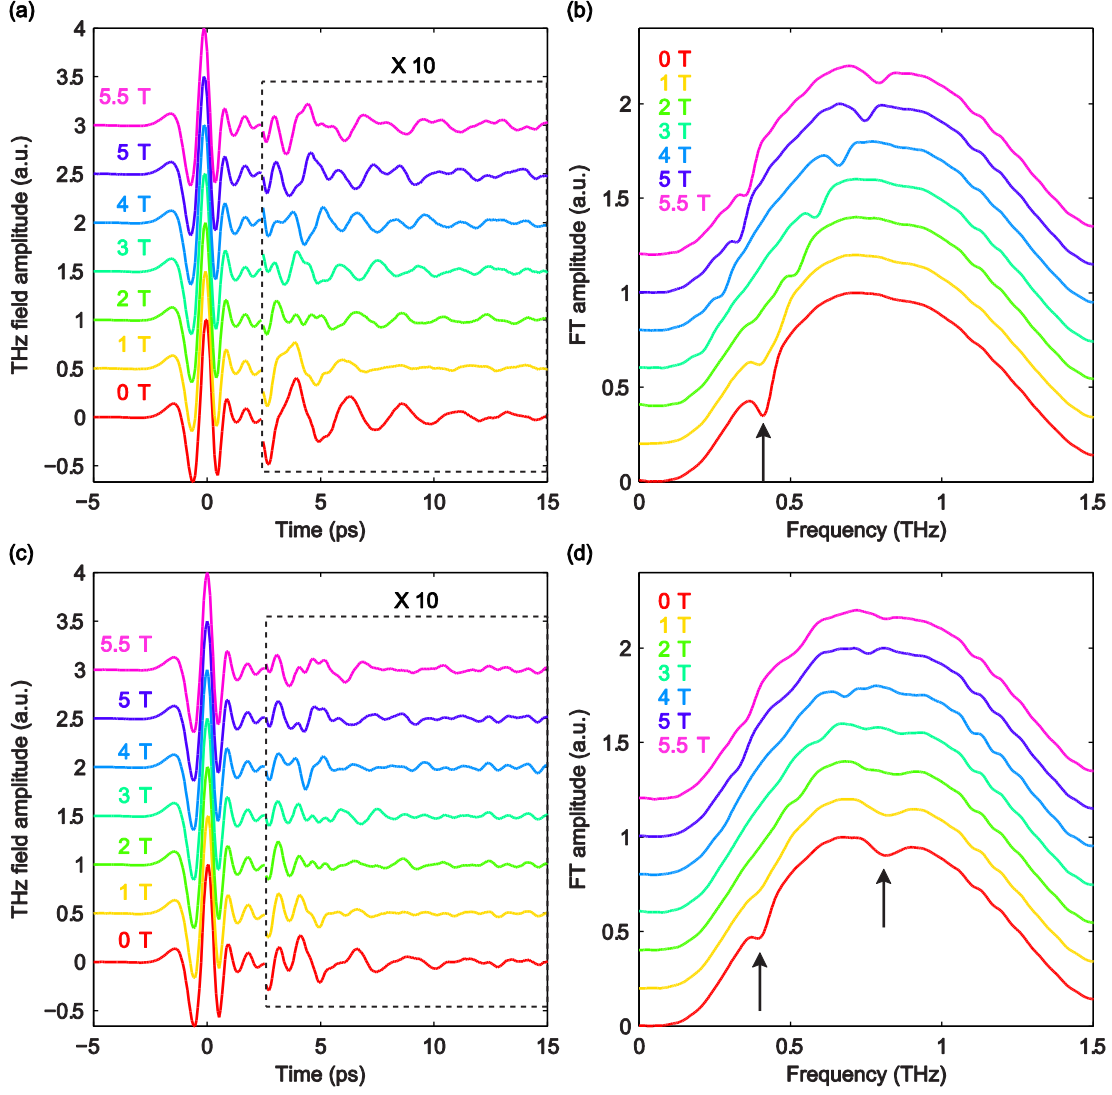 (a)
X 10
5.5 T
5 T
4 T
3 T
2 T
1 T
0 T
4
3.5
3
2.5
2
1.5
1
0.5
0
−0.5
−5
0
5
10
15
THz field amplitude (a.u.)
Time (ps)
(b)
0 T
1 T
2 T
3 T
4 T
5 T
5.5 T
2
1.5
1
0.5
0
0
0.5
1
1.5
FT amplitude (a.u.)
Frequency (THz)
(c)
X 10
5.5 T
5 T
4 T
3 T
2 T
1 T
0 T
4
3.5
3
2.5
2
1.5
1
0.5
0
−0.5
−5
0
5
10
15
THz field amplitude (a.u.)
Time (ps)
(d)
0 T
1 T
2 T
3 T
4 T
5 T
5.5 T
2
1.5
1
0.5
0
0
0.5
1
1.5
FT amplitude (a.u.)
Frequency (THz)